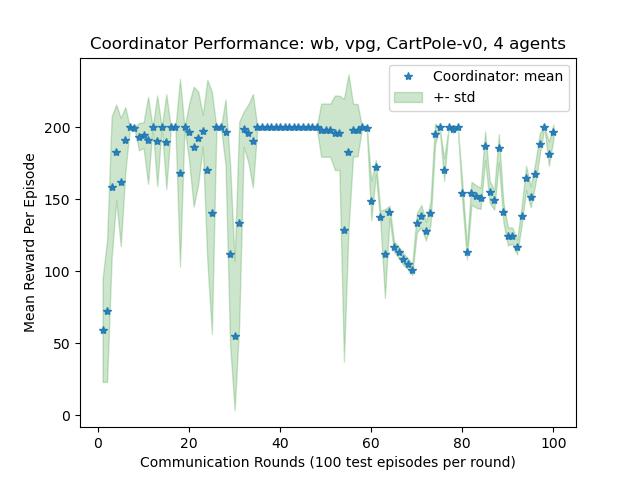 Coordinator Performance: wb, vpg, CartPole-v0, 4 agents
Coordinator: mean
+- std
Mean Reward Per Episode
200
150
100
50
0
0 20 40 60 80 100
Communication Rounds (100 test episodes per round)